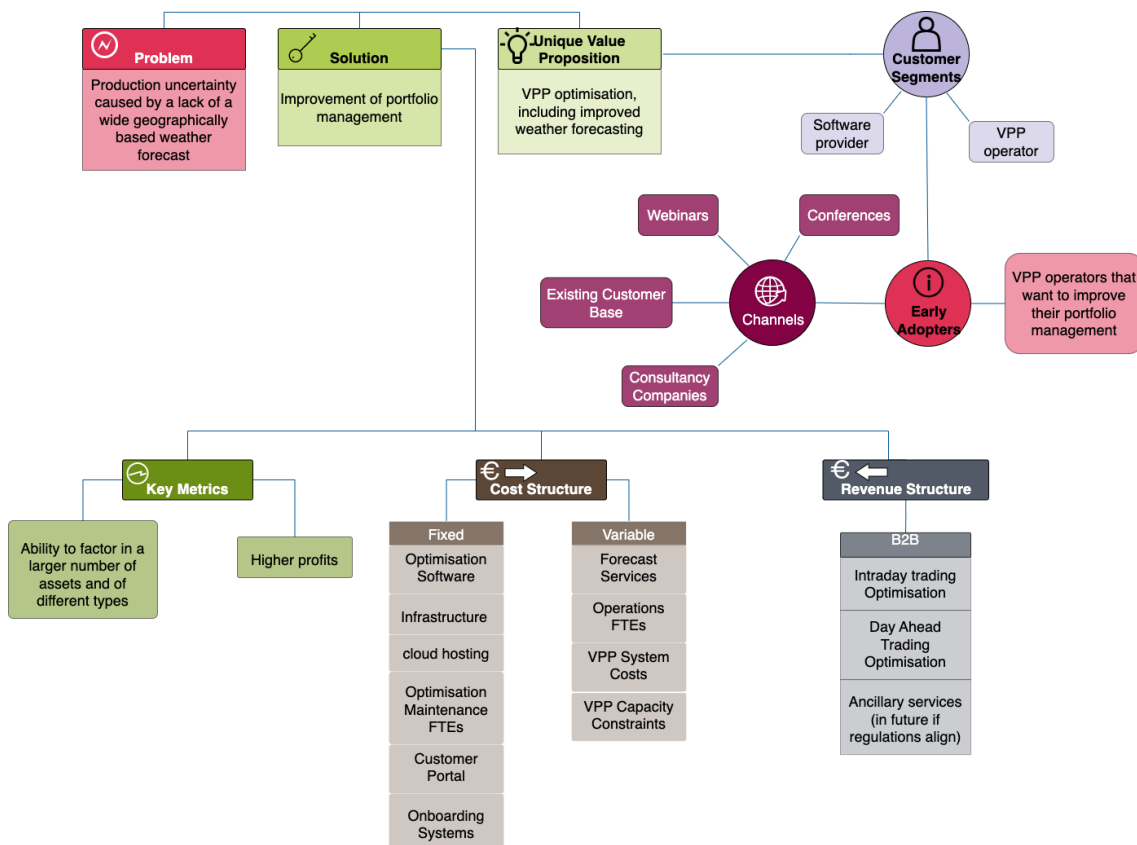 Problem
Production uncertainty
caused by a lack of a
wide geographically
based weather
forecast
Solution
Improvement of portfolio
management
Unique Value
Proposition
VPP optimisation,
including improved
weather forecasting
Customer
Segments
Software
provider
VPP
operator
Webinars
Conferences
Existing Customer
Base
Channels
Consultancy
Companies
Early
Adopters
VPP operators that
want to improve
their portfolio
management
Key Metrics
Ability to factor in a
larger number of
assets and of
different types
Higher profits
€
Cost Structure
Fixed
Optimisation
Software
Infrastructure
cloud hosting
Optimisation
Maintenance
FTEs
Customer
Portal
Onboarding
Systems
Variable
Forecast
Services
Operations
FTEs
VPP System
Costs
VPP Capacity
Constraints
€
Revenue Structure
B2B
Intraday trading
Optimisation
Day Ahead
Trading
Optimisation
Ancillary services
(in future if
regulations align)